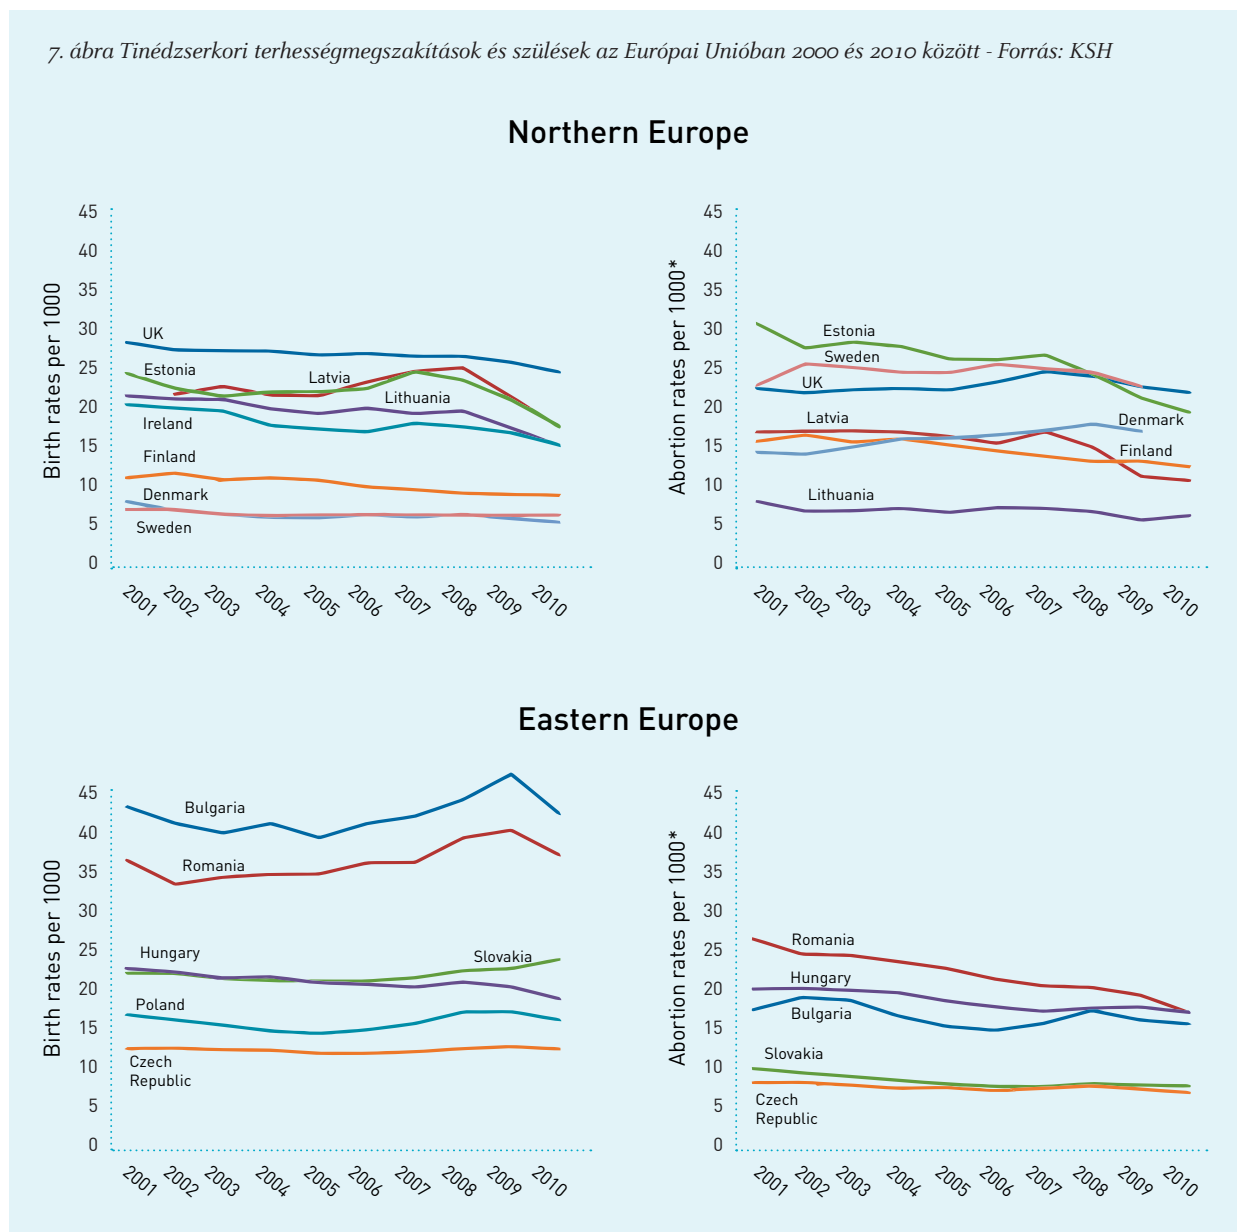 7. ábra Tinédzserkori terhességmegszakítások és szülések az Európai Unióban 2000 és 2010 között - Forrás: KSH
Northern Europe
Birth rates per 1000
45
40
35
30
25
20
15
10
5
0
UK
Estonia
Latvia
Lithuania
Ireland
Finland
Denmark
Sweden
2001 2002 2003 2004 2005 2006 2007 2008 2009 2010
Abortion rates per 1000*
45
40
35
30
25
20
15
10
5
0
Estonia
Sweden
UK
Latvia
Denmark
Finland
Lithuania
2001 2002 2003 2004 2005 2006 2007 2008 2009 2010
Eastern Europe
Birth rates per 1000
45
40
35
30
25
20
15
10
5
0
Bulgaria
Romania
Hungary
Slovakia
Poland
Czech
Republic
2001 2002 2003 2004 2005 2006 2007 2008 2009 2010
Abortion rates per 1000*
45
40
35
30
25
20
15
10
5
0
Romania
Hungary
Bulgaria
Slovakia
Czech
Republic
2001 2002 2003 2004 2005 2006 2007 2008 2009 2010